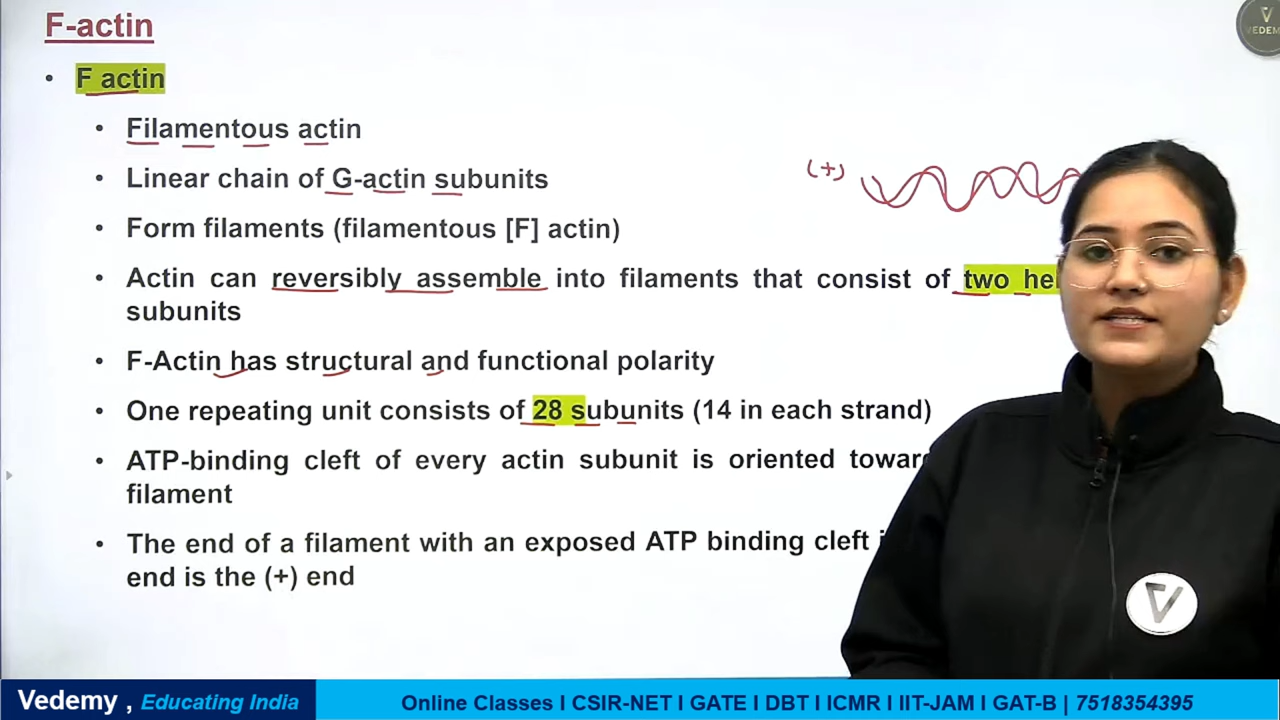 F-actin
VEDEM
• F actin
• Filamentous actin
• Linear chain of G-actin subunits
(+)
• Form filaments (filamentous [F] actin)
• Actin can reversibly assemble into filaments that consist of two
subunits
• F-Actin has structural and functional polarity
• One repeating unit consists of 28 subunits (14 in each strand)
• ATP-binding cleft of every actin subunit is oriented
filament
• The end of a filament with an exposed ATP binding cleft
end is the (+) end
Vedemy , Educating India
Online Classes I CSIR-NET I GATE I DBT I ICMR I IIT-JAM I GAT-B | 7518354395